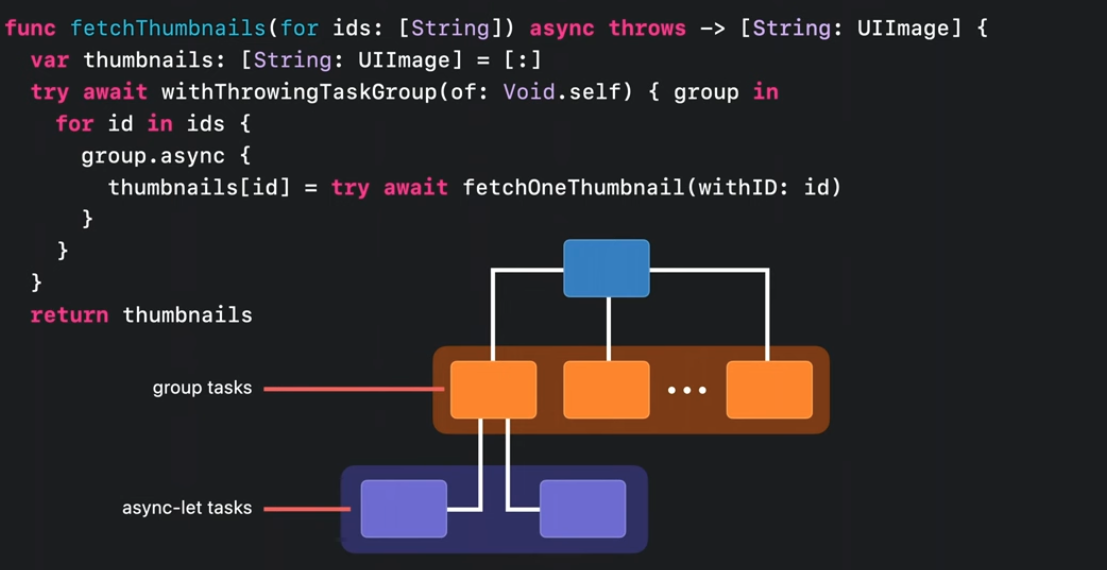 func fetchThumbnails(for ids: [String]) async throws -> [String: UIImage] {
var thumbnails: [String: UIImage] = [:]
try await withThrowingTaskGroup(of: Void.self) { group in
for id in ids {
group.async {
thumbnails[id] = try await fetchOneThumbnail(withID: id)
}
}
}
return thumbnails
group tasks
async-let tasks